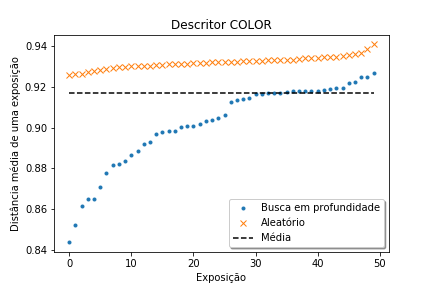 Descritor COLOR
Distância média de uma exposição
0.94
0.92
0.90
0.88
0.86
0.84
Busca em profundidade
Aleatório
Média
0 10 20 30 40 50
Exposição